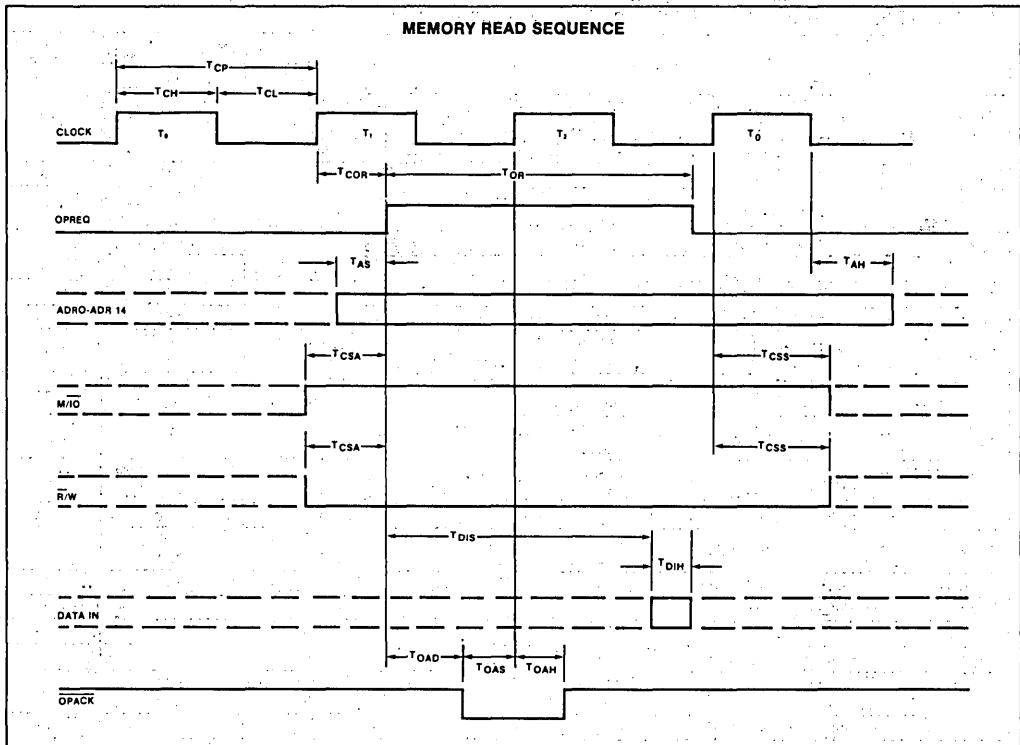 MEMORY READ SEQUENCE
TCP
TCH TCL
CLOCK T0 T1 T2 T0
TCOR TOR
OPREQ
TAS TAH
ADRO-ADR 14
TCSA TCSS
M/IO
TCSA TCSS
R/W
TDIS
TDIH
DATA IN
TOAD TOAS TOAH
OPACK